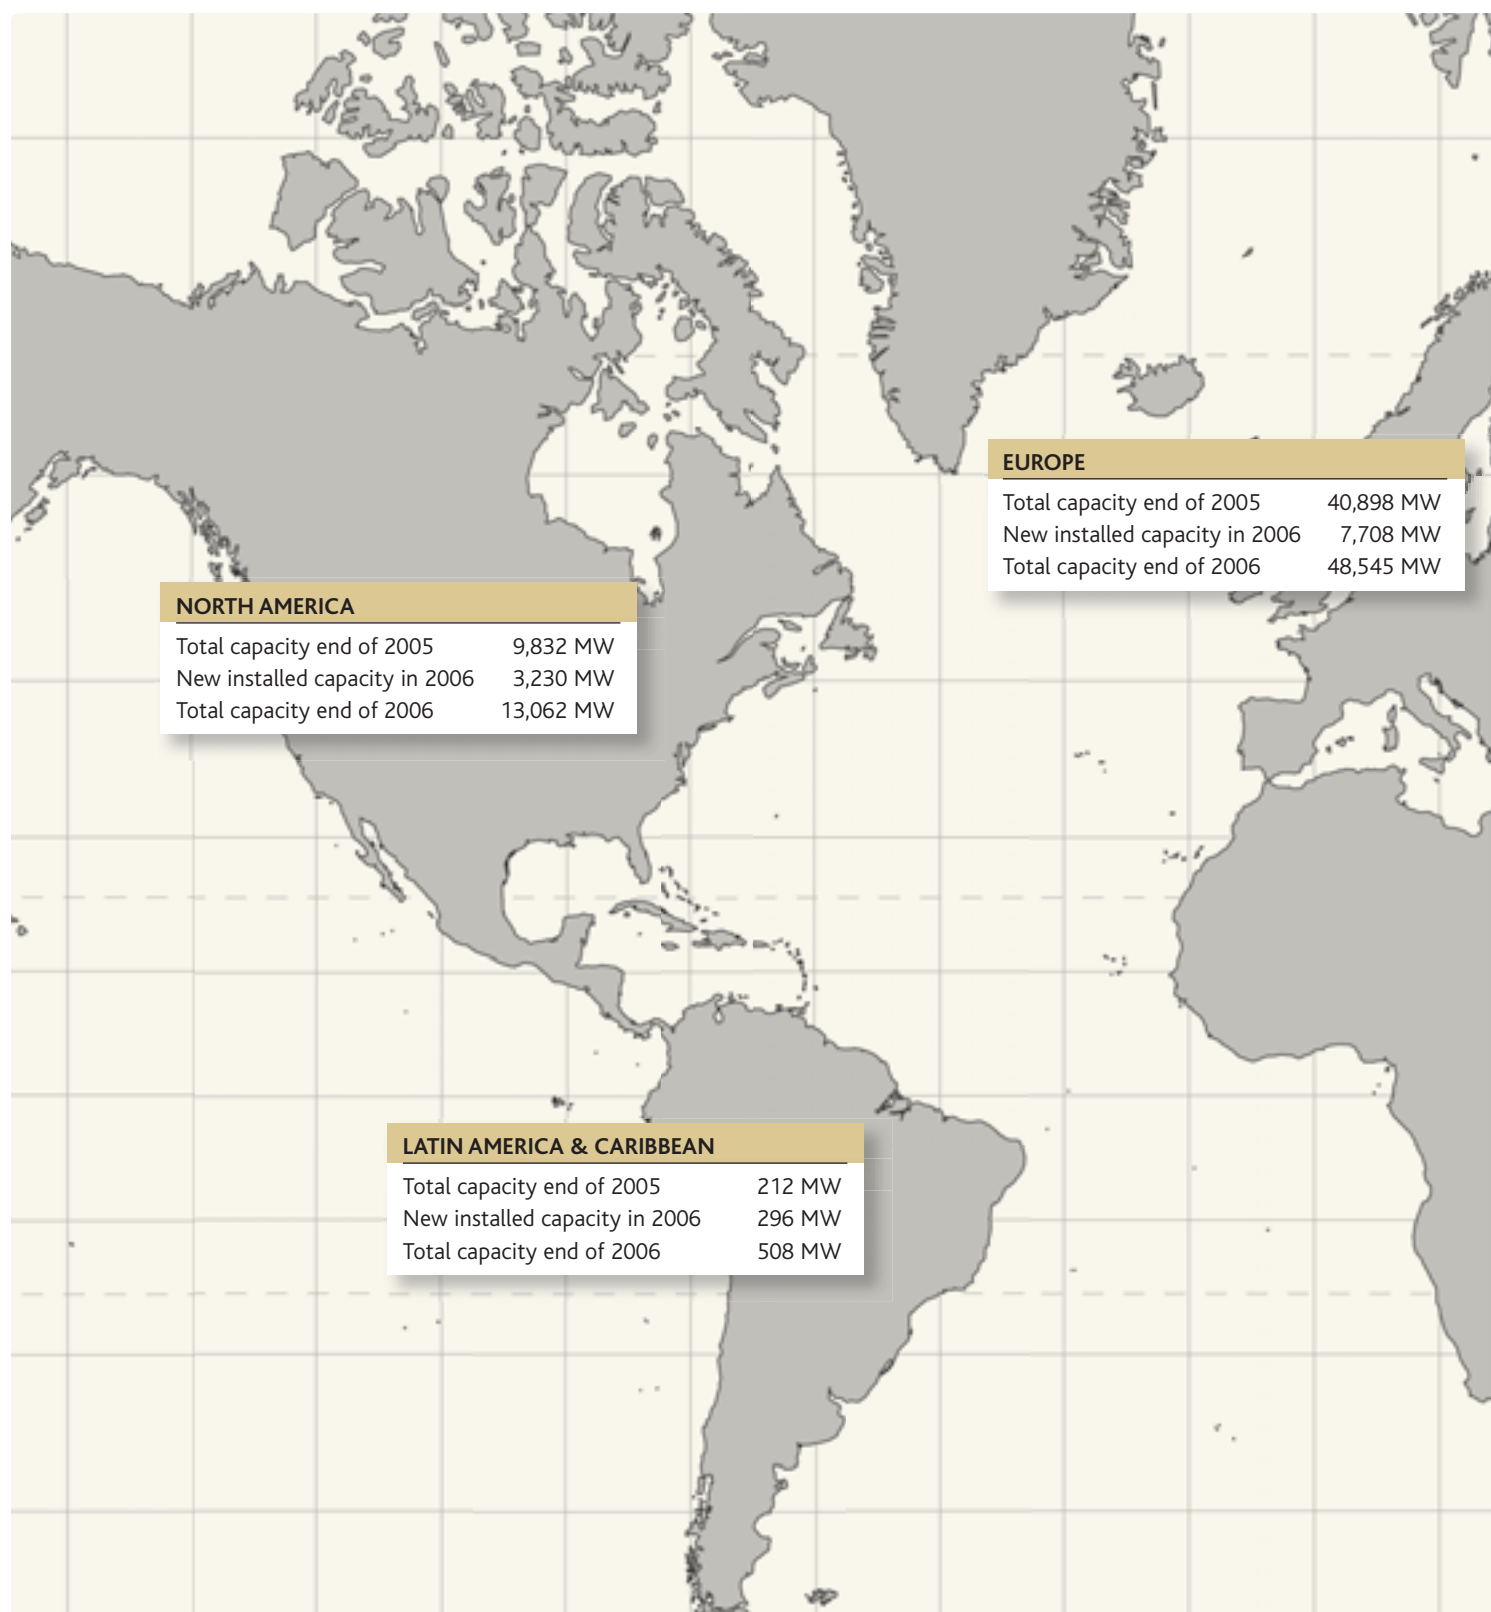 EUROPE
Total capacity end of 2005 40,898 MW
New installed capacity in 2006 7,708 MW
Total capacity end of 2006 48,545 MW
NORTH AMERICA
Total capacity end of 2005 9,832 MW
New installed capacity in 2006 3,230 MW
Total capacity end of 2006 13,062 MW
LATIN AMERICA & CARIBBEAN
Total capacity end of 2005 212 MW
New installed capacity in 2006 296 MW
Total capacity end of 2006 508 MW